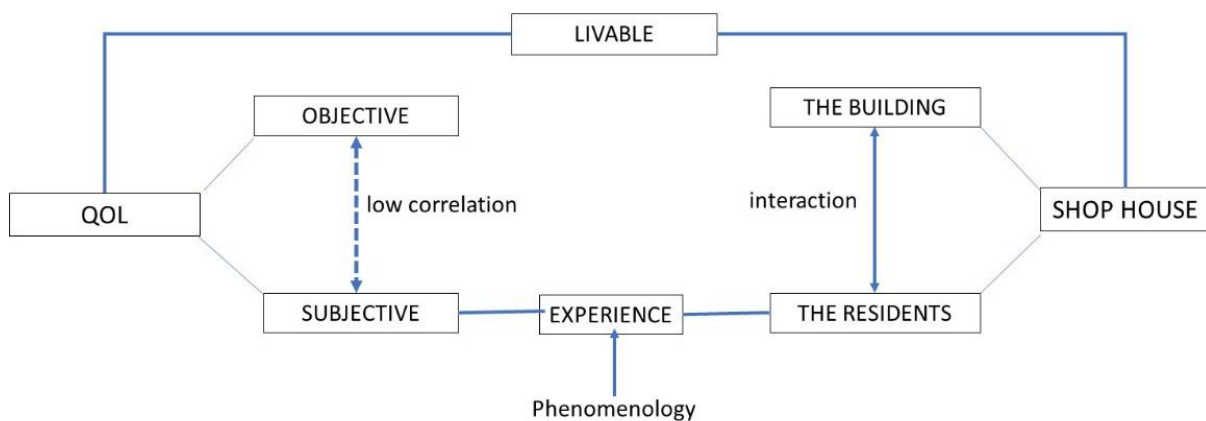 LIVABLE
OBJECTIVE
THE BUILDING
low correlation
interaction
QOL
SHOP HOUSE
SUBJECTIVE
EXPERIENCE
THE RESIDENTS
Phenomenology